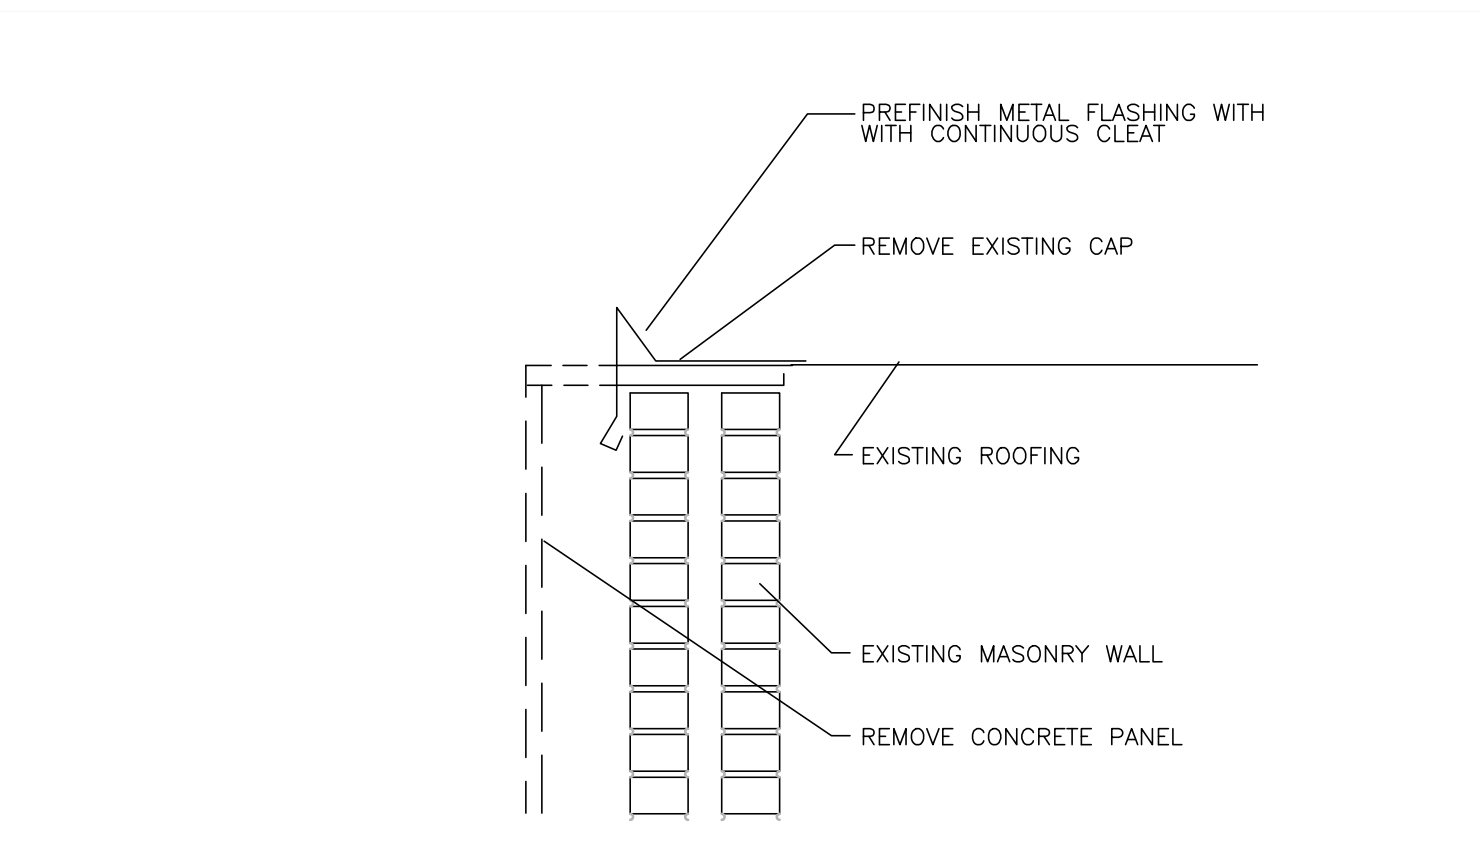 PREFINISH METAL FLASHING WITH
WITH CONTINUOUS CLEAT
REMOVE EXISTING CAP
EXISTING ROOFING
EXISTING MASONRY WALL
REMOVE CONCRETE PANEL